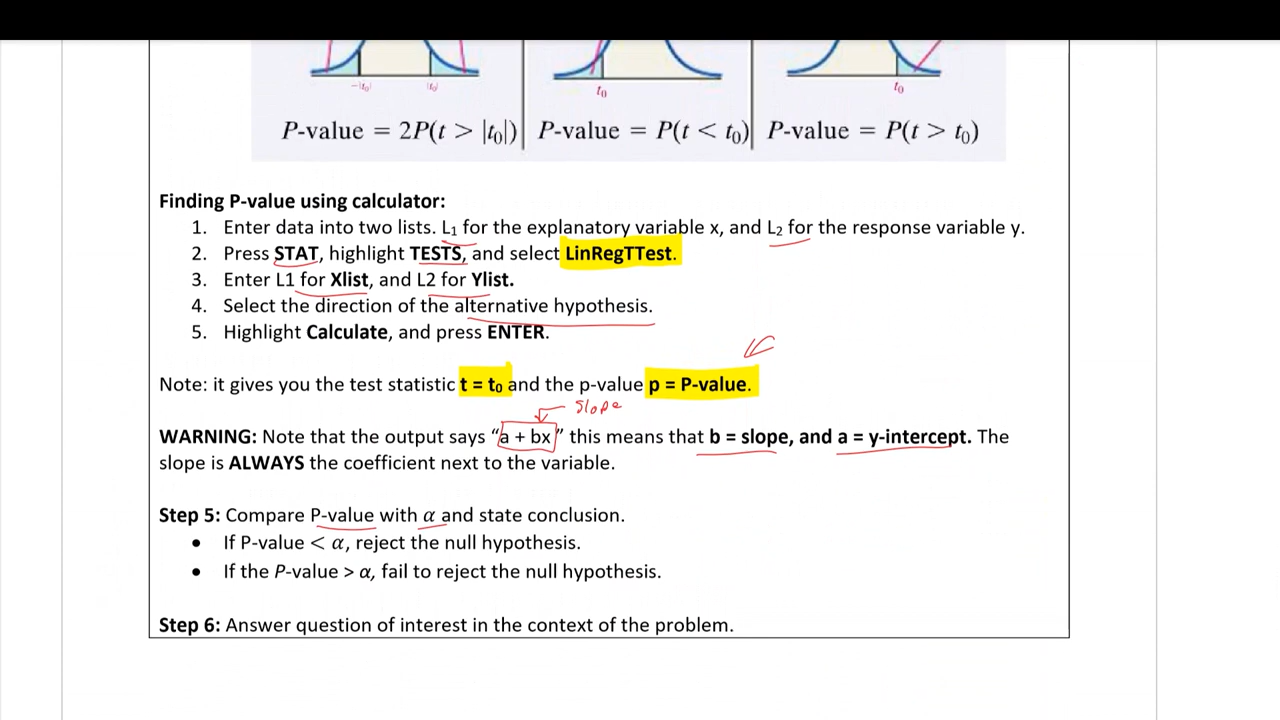 −|t₀| |t₀| t₀ t₀
P-value = 2P(t > |t₀|) P-value = P(t < t₀) P-value = P(t > t₀)
Finding P-value using calculator:
1. Enter data into two lists. L₁ for the explanatory variable x, and L₂ for the response variable y.
2. Press STAT, highlight TESTS, and select LinRegTTest.
3. Enter L1 for Xlist, and L2 for Ylist.
4. Select the direction of the alternative hypothesis.
5. Highlight Calculate, and press ENTER.
Note: it gives you the test statistic t = t₀ and the p-value p = P-value.
slope
WARNING: Note that the output says “a + bx” this means that b = slope, and a = y-intercept. The
slope is ALWAYS the coefficient next to the variable.
Step 5: Compare P-value with α and state conclusion.
• If P-value < α, reject the null hypothesis.
• If the P-value > α, fail to reject the null hypothesis.
Step 6: Answer question of interest in the context of the problem.